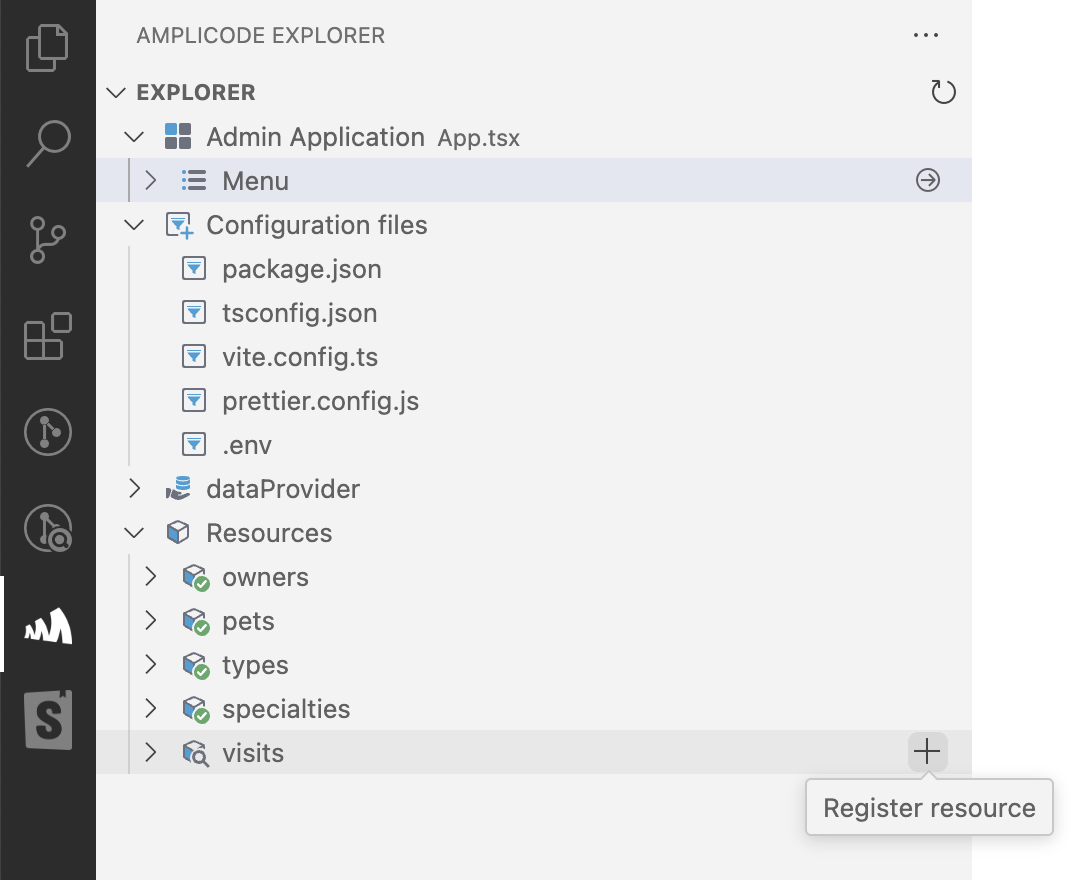 AMPLICODE EXPLORER
EXPLORER
Admin Application App.tsx
Menu
Configuration files
package.json
tsconfig.json
vite.config.ts
prettier.config.js
.env
dataProvider
Resources
owners
pets
types
specialties
visits
Register resource
S